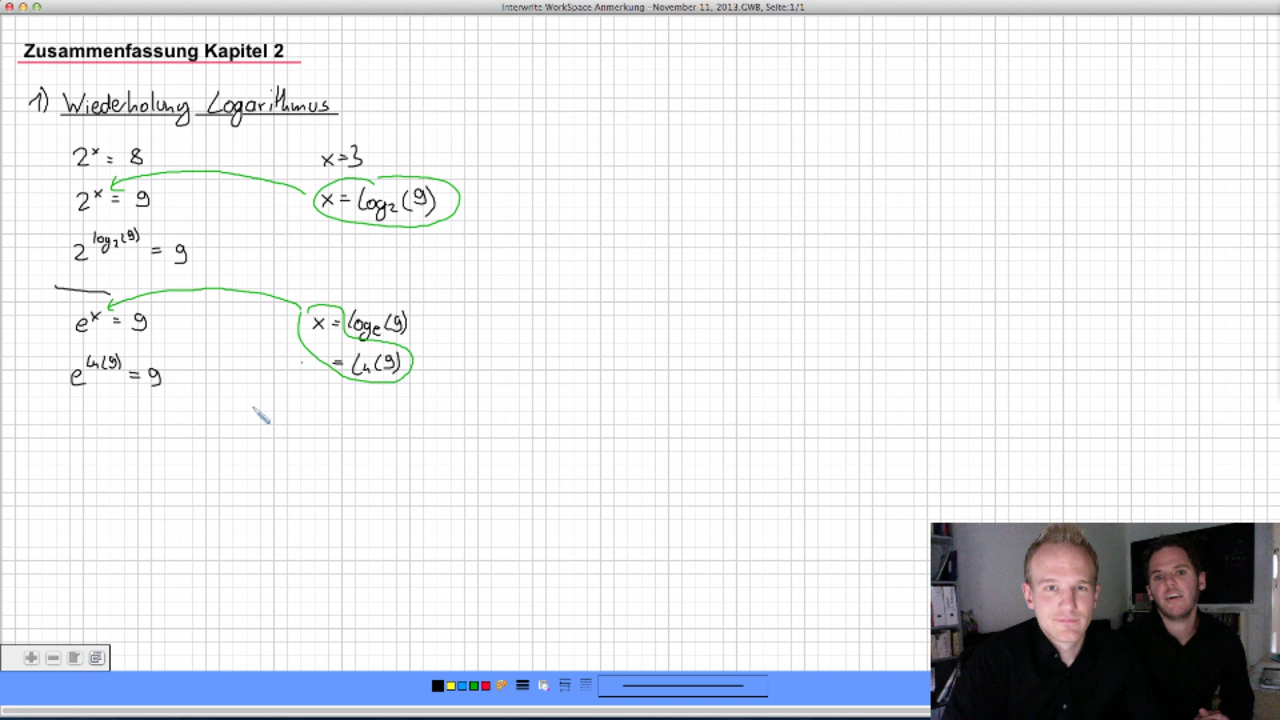 Interwrite WorkSpace Anmerkung -November 11, 2013.GWB, Seite:1/1
Zusammenfassung Kapitel 2
1) Wiederholung Logarithmus
2^x = 8 x=3
2^x = 9 x = log₂(9)
2^log₂(9) = 9
e^x = 9 x = logₑ(9)
= ln(9)
e^ln(9) = 9